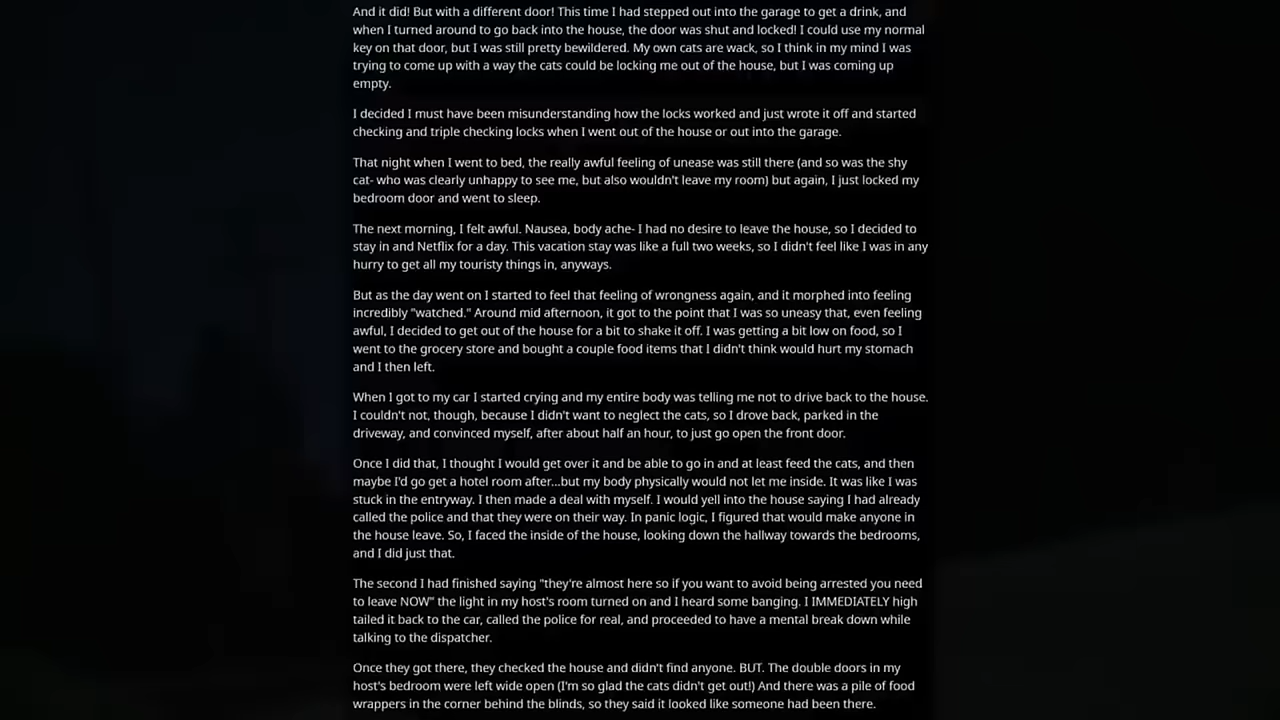 And it did! But with a different door! This time I had stepped out into the garage to get a drink, and
when I turned around to go back into the house, the door was shut and locked! I could use my normal
key on that door, but I was still pretty bewildered. My own cats are wack, so I think in my mind I was
trying to come up with a way the cats could be locking me out of the house, but I was coming up
empty.
I decided I must have been misunderstanding how the locks worked and just wrote it off and started
checking and triple checking locks when I went out of the house or out into the garage.
That night when I went to bed, the really awful feeling of unease was still there (and so was the shy
cat- who was clearly unhappy to see me, but also wouldn't leave my room) but again, I just locked my
bedroom door and went to sleep.
The next morning, I felt awful. Nausea, body ache- I had no desire to leave the house, so I decided to
stay in and Netflix for a day. This vacation stay was like a full two weeks, so I didn't feel like I was in any
hurry to get all my touristy things in, anyways.
But as the day went on I started to feel that feeling of wrongness again, and it morphed into feeling
incredibly "watched." Around mid afternoon, it got to the point that I was so uneasy that, even feeling
awful, I decided to get out of the house for a bit to shake it off. I was getting a bit low on food, so I
went to the grocery store and bought a couple food items that I didn't think would hurt my stomach
and I then left.
When I got to my car I started crying and my entire body was telling me not to drive back to the house.
I couldn't not, though, because I didn't want to neglect the cats, so I drove back, parked in the
driveway, and convinced myself, after about half an hour, to just go open the front door.
Once I did that, I thought I would get over it and be able to go in and at least feed the cats, and then
maybe I'd go get a hotel room after...but my body physically would not let me inside. It was like I was
stuck in the entryway. I then made a deal with myself. I would yell into the house saying I had already
called the police and that they were on their way. In panic logic, I figured that would make anyone in
the house leave. So, I faced the inside of the house, looking down the hallway towards the bedrooms,
and I did just that.
The second I had finished saying "they're almost here so if you want to avoid being arrested you need
to leave NOW" the light in my host's room turned on and I heard some banging. I IMMEDIATELY high
tailed it back to the car, called the police for real, and proceeded to have a mental break down while
talking to the dispatcher.
Once they got there, they checked the house and didn't find anyone. BUT. The double doors in my
host's bedroom were left wide open (I'm so glad the cats didn't get out!) And there was a pile of food
wrappers in the corner behind the blinds, so they said it looked like someone had been there.